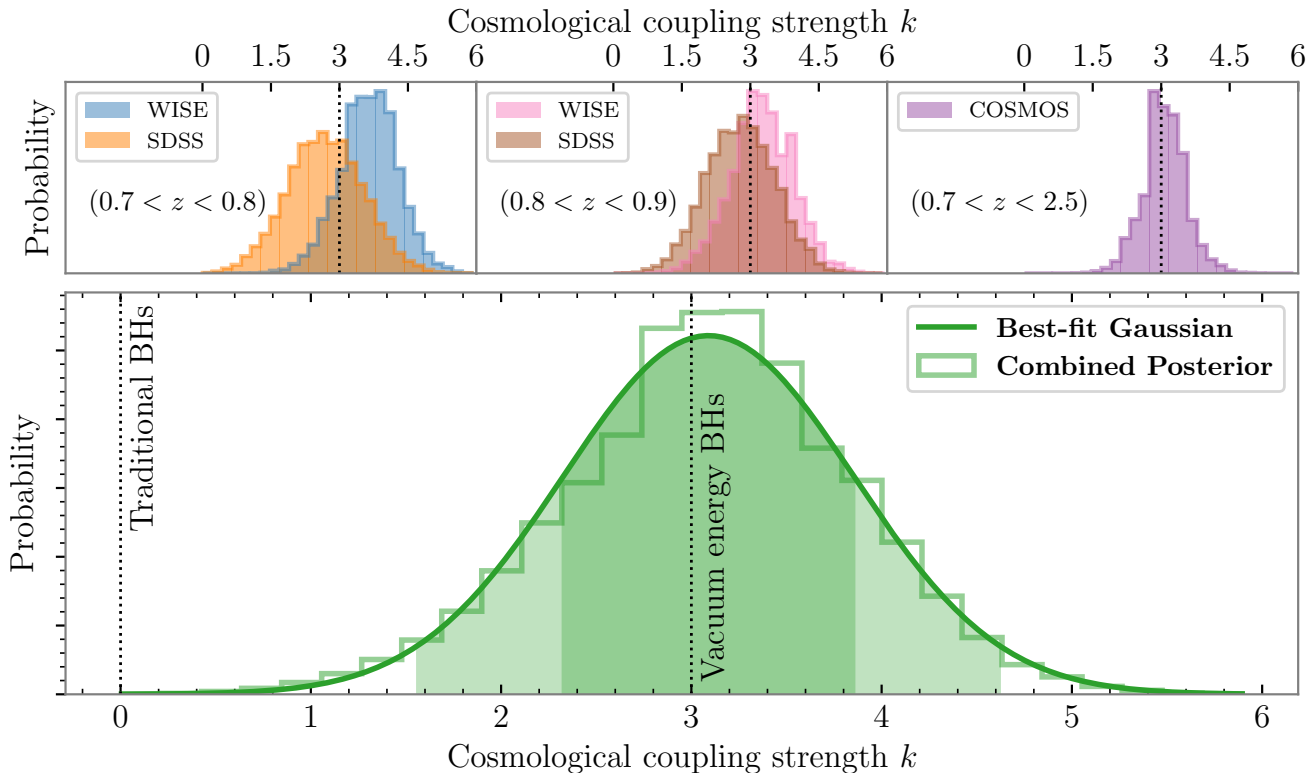 Cosmological coupling strength k
0 1.5 3 4.5 6 0 1.5 3 4.5 6 0 1.5 3 4.5 6
Probability
WISE
SDSS
(0.7 < z < 0.8)
WISE
SDSS
(0.8 < z < 0.9)
COSMOS
(0.7 < z < 2.5)
Probability
Traditional BHs
Vacuum energy BHs
Best-fit Gaussian
Combined Posterior
0 1 2 3 4 5 6
Cosmological coupling strength k